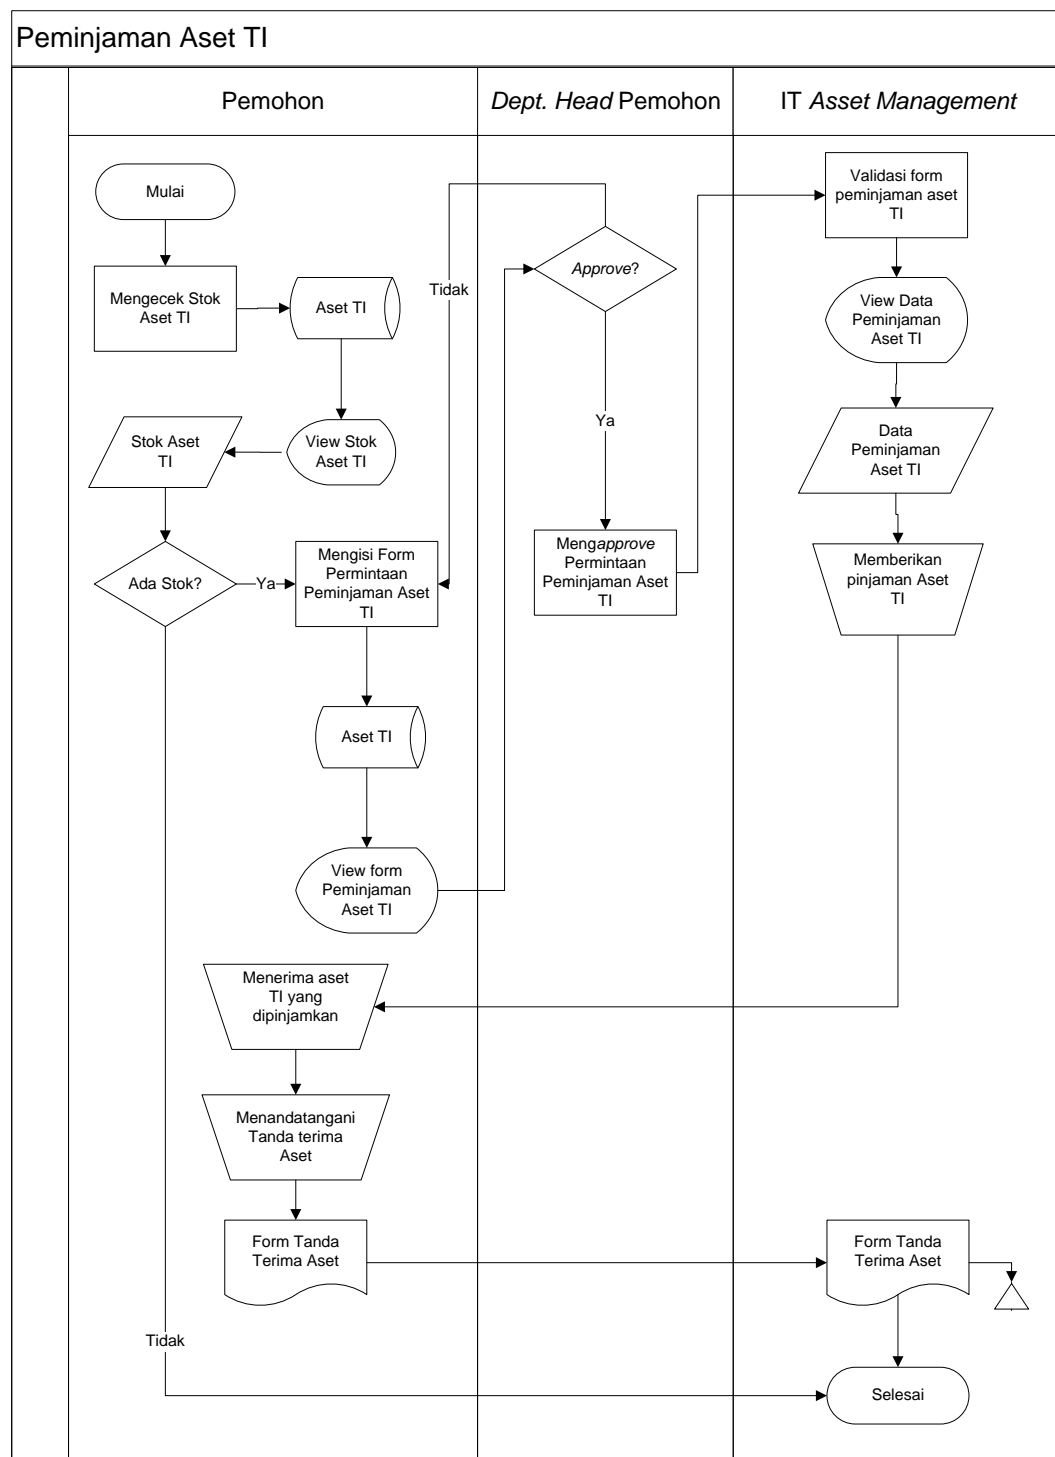 Peminjaman Aset TI
Pemohon
Dept. Head Pemohon
IT Asset Management
Mulai
Mengecek Stok
Aset TI
Aset TI
View Stok
Aset TI
Stok Aset
TI
Ada Stok?
Ya
Mengisi Form
Permintaan
Peminjaman Aset
TI
Aset TI
View form
Peminjaman
Aset TI
Tidak
Approve?
Ya
Mengapprove
Permintaan
Peminjaman Aset
TI
Validasi form
peminjaman aset
TI
View Data
Peminjaman
Aset TI
Data
Peminjaman
Aset TI
Memberikan
pinjaman Aset
TI
Menerima aset
TI yang
dipinjamkan
Menandatangani
Tanda terima
Aset
Form Tanda
Terima Aset
Form Tanda
Terima Aset
Tidak
Selesai